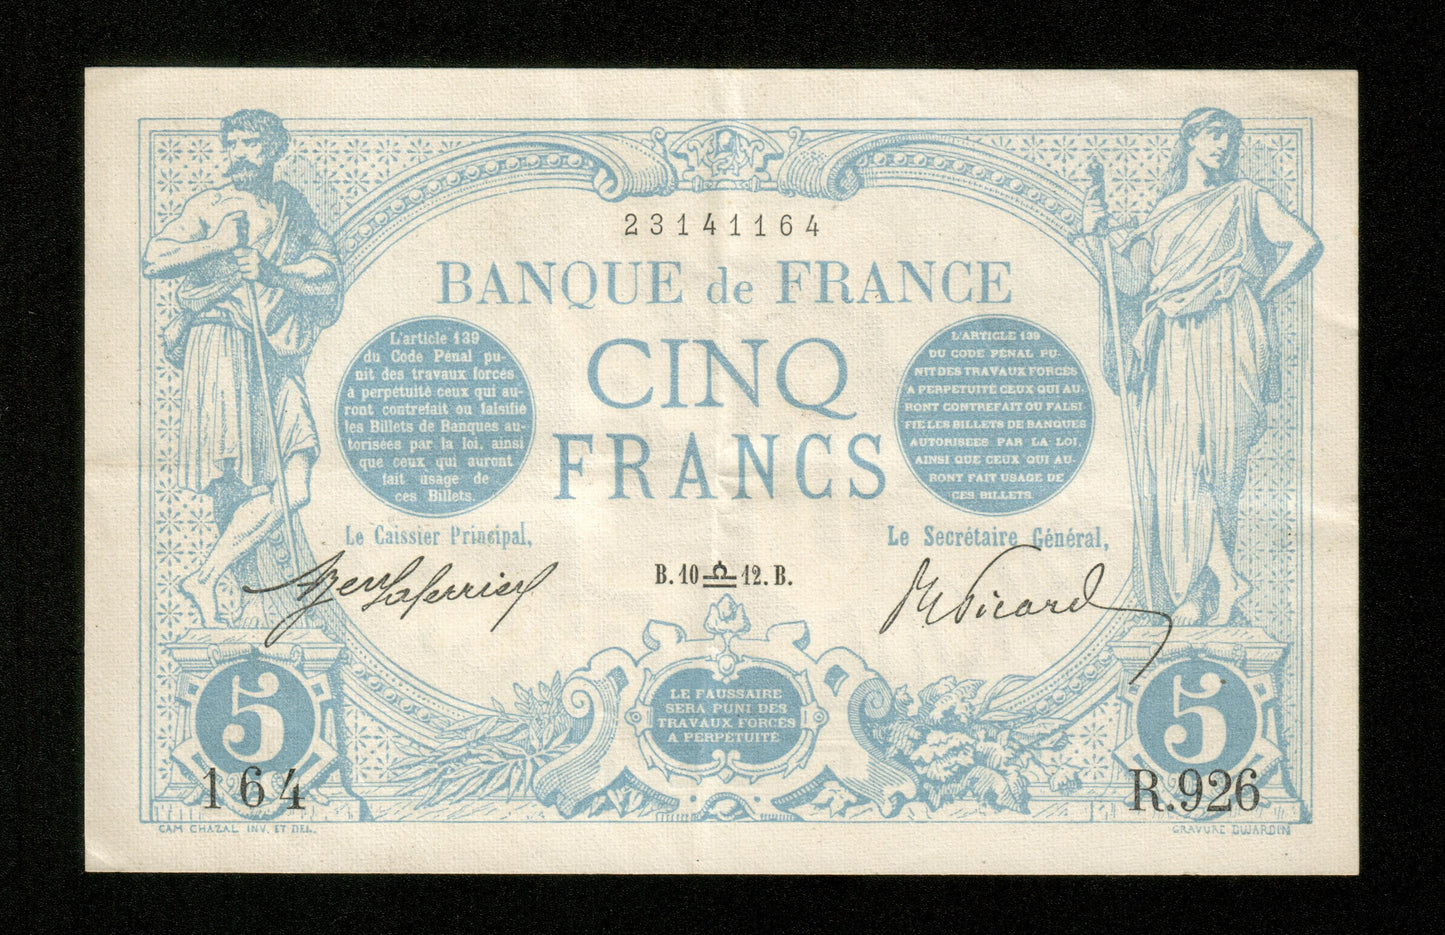 23141164
BANQUE de FRANCE
CINQ
FRANCS
L'article 139
du Code Pénal pu-
nit des travaux forcés
à perpétuité ceux qui au-
ront contrefait ou falsifié
les Billets de Banques au-
torisées par la loi, ainsi
que ceux qui auront
fait usage de
ces Billets.
L'ARTICLE 139
DU CODE PÉNAL PU-
NIT DES TRAVAUX FORCÉS
A PERPÉTUITÉ CEUX QUI AU.
RONT CONTREFAIT OU FALSI
FIÉ LES BILLETS DE BANQUES
AUTORISÉES PAR LA LOI,
AINSI QUE CEUX QUI AU-
RONT FAIT USAGE DE
CES BILLETS
Le Caissier Principal,
Le Secrétaire Général,
B. 10 ♎ 12. B.
Picard
LE FAUSSAIRE
SERA PUNI DES
TRAVAUX FORCÉS
A PERPÉTUITÉ
5
5
164
R.926
CAM CHAZAL INV. ET DEL.
GRAVURE DUJARDIN